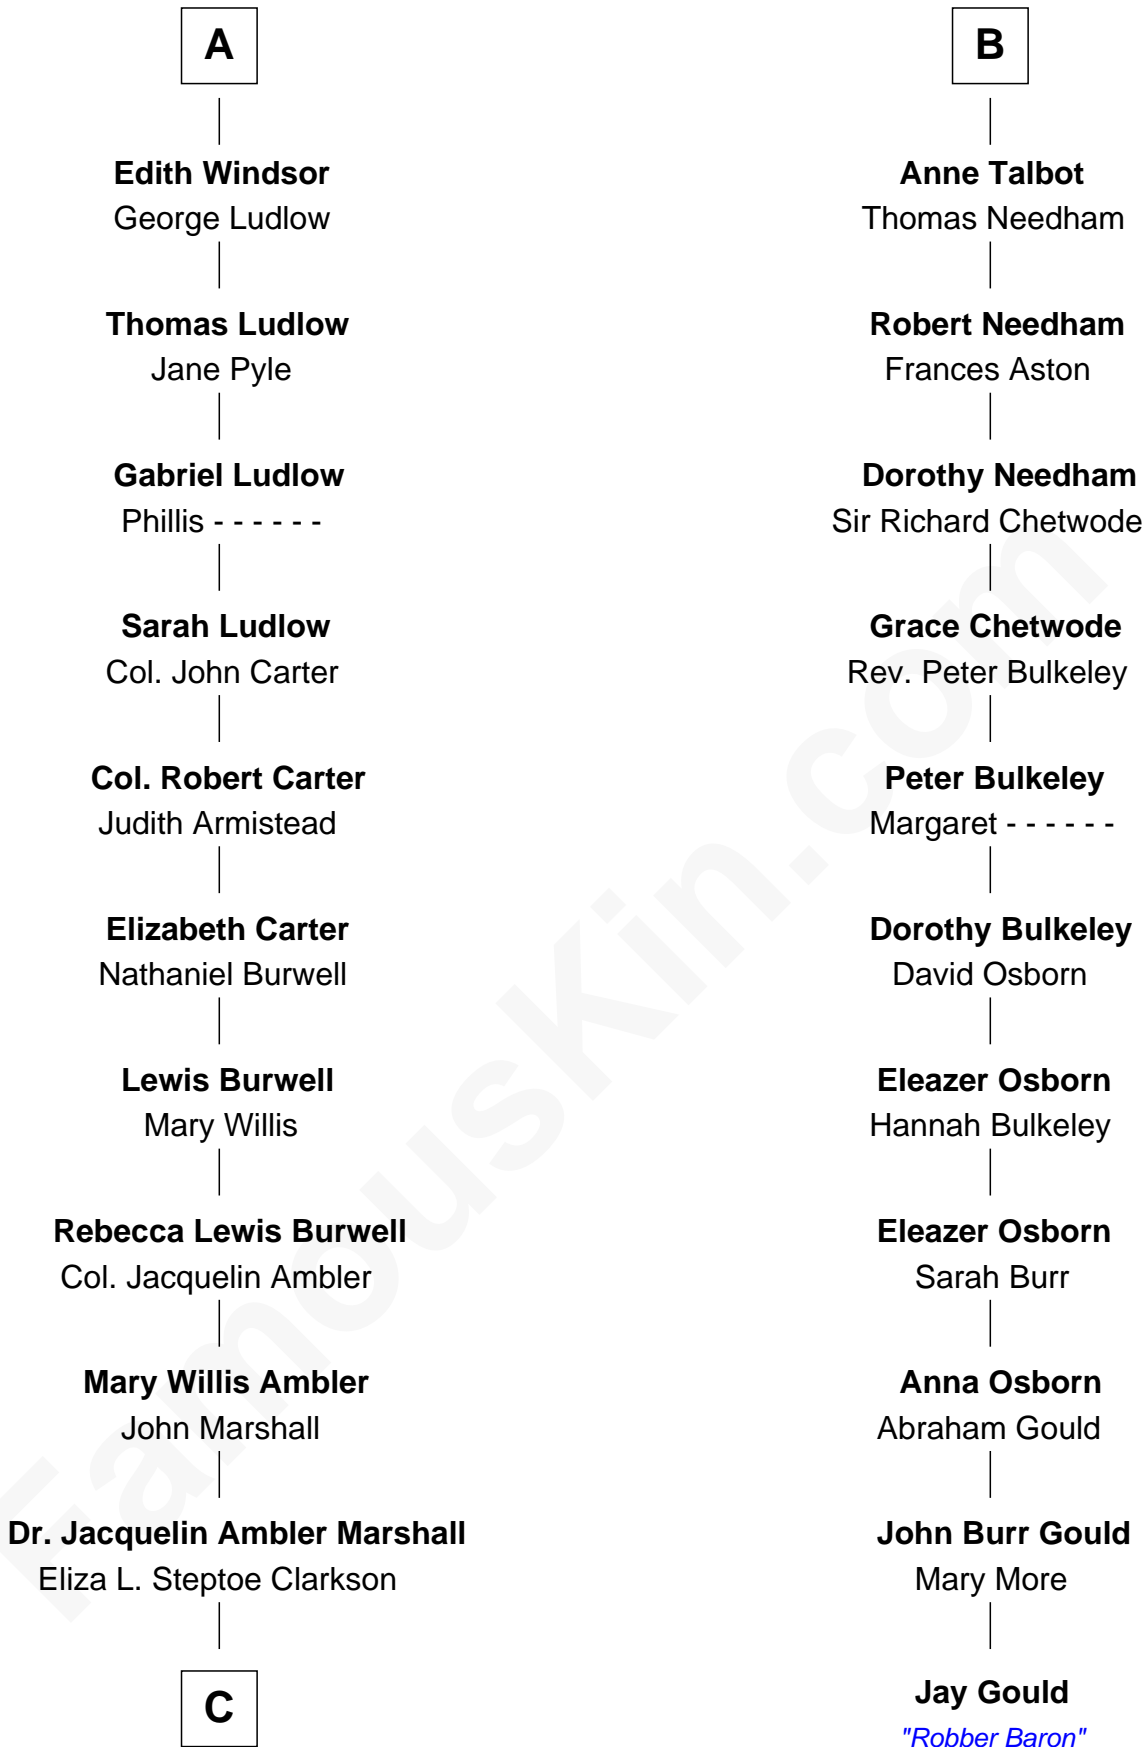 A
Edith Windsor
George Ludlow
Thomas Ludlow
Jane Pyle
Gabriel Ludlow
Phillis - - - - - -
Sarah Ludlow
Col. John Carter
Col. Robert Carter
Judith Armistead
Elizabeth Carter
Nathaniel Burwell
Lewis Burwell
Mary Willis
Rebecca Lewis Burwell
Col. Jacquelin Ambler
Mary Willis Ambler
John Marshall
Dr. Jacquelin Ambler Marshall
Eliza L. Steptoe Clarkson
C
B
Anne Talbot
Thomas Needham
Robert Needham
Frances Aston
Dorothy Needham
Sir Richard Chetwode
Grace Chetwode
Rev. Peter Bulkeley
Peter Bulkeley
Margaret - - - - - -
Dorothy Bulkeley
David Osborn
Eleazer Osborn
Hannah Bulkeley
Eleazer Osborn
Sarah Burr
Anna Osborn
Abraham Gould
John Burr Gould
Mary More
Jay Gould
"Robber Baron"
FamousKin.com